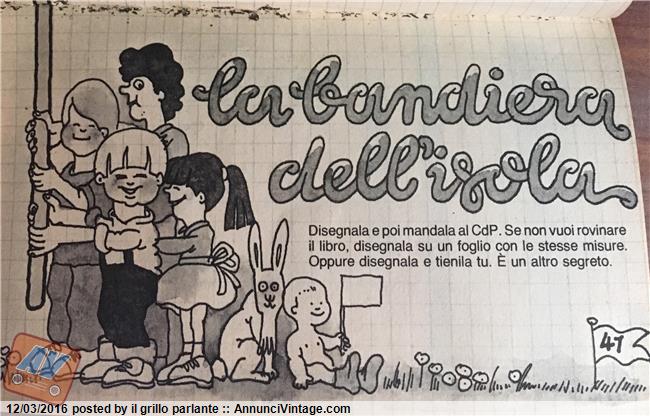 la bandiera
dell'isola
Disegnala e poi mandala al CdP. Se non vuoi rovinare
il libro, disegnala su un foglio con le stesse misure.
Oppure disegnala e tienila tu. È un altro segreto.
47
AV
12/03/2016 posted by il grillo parlante :: AnnunciVintage.com